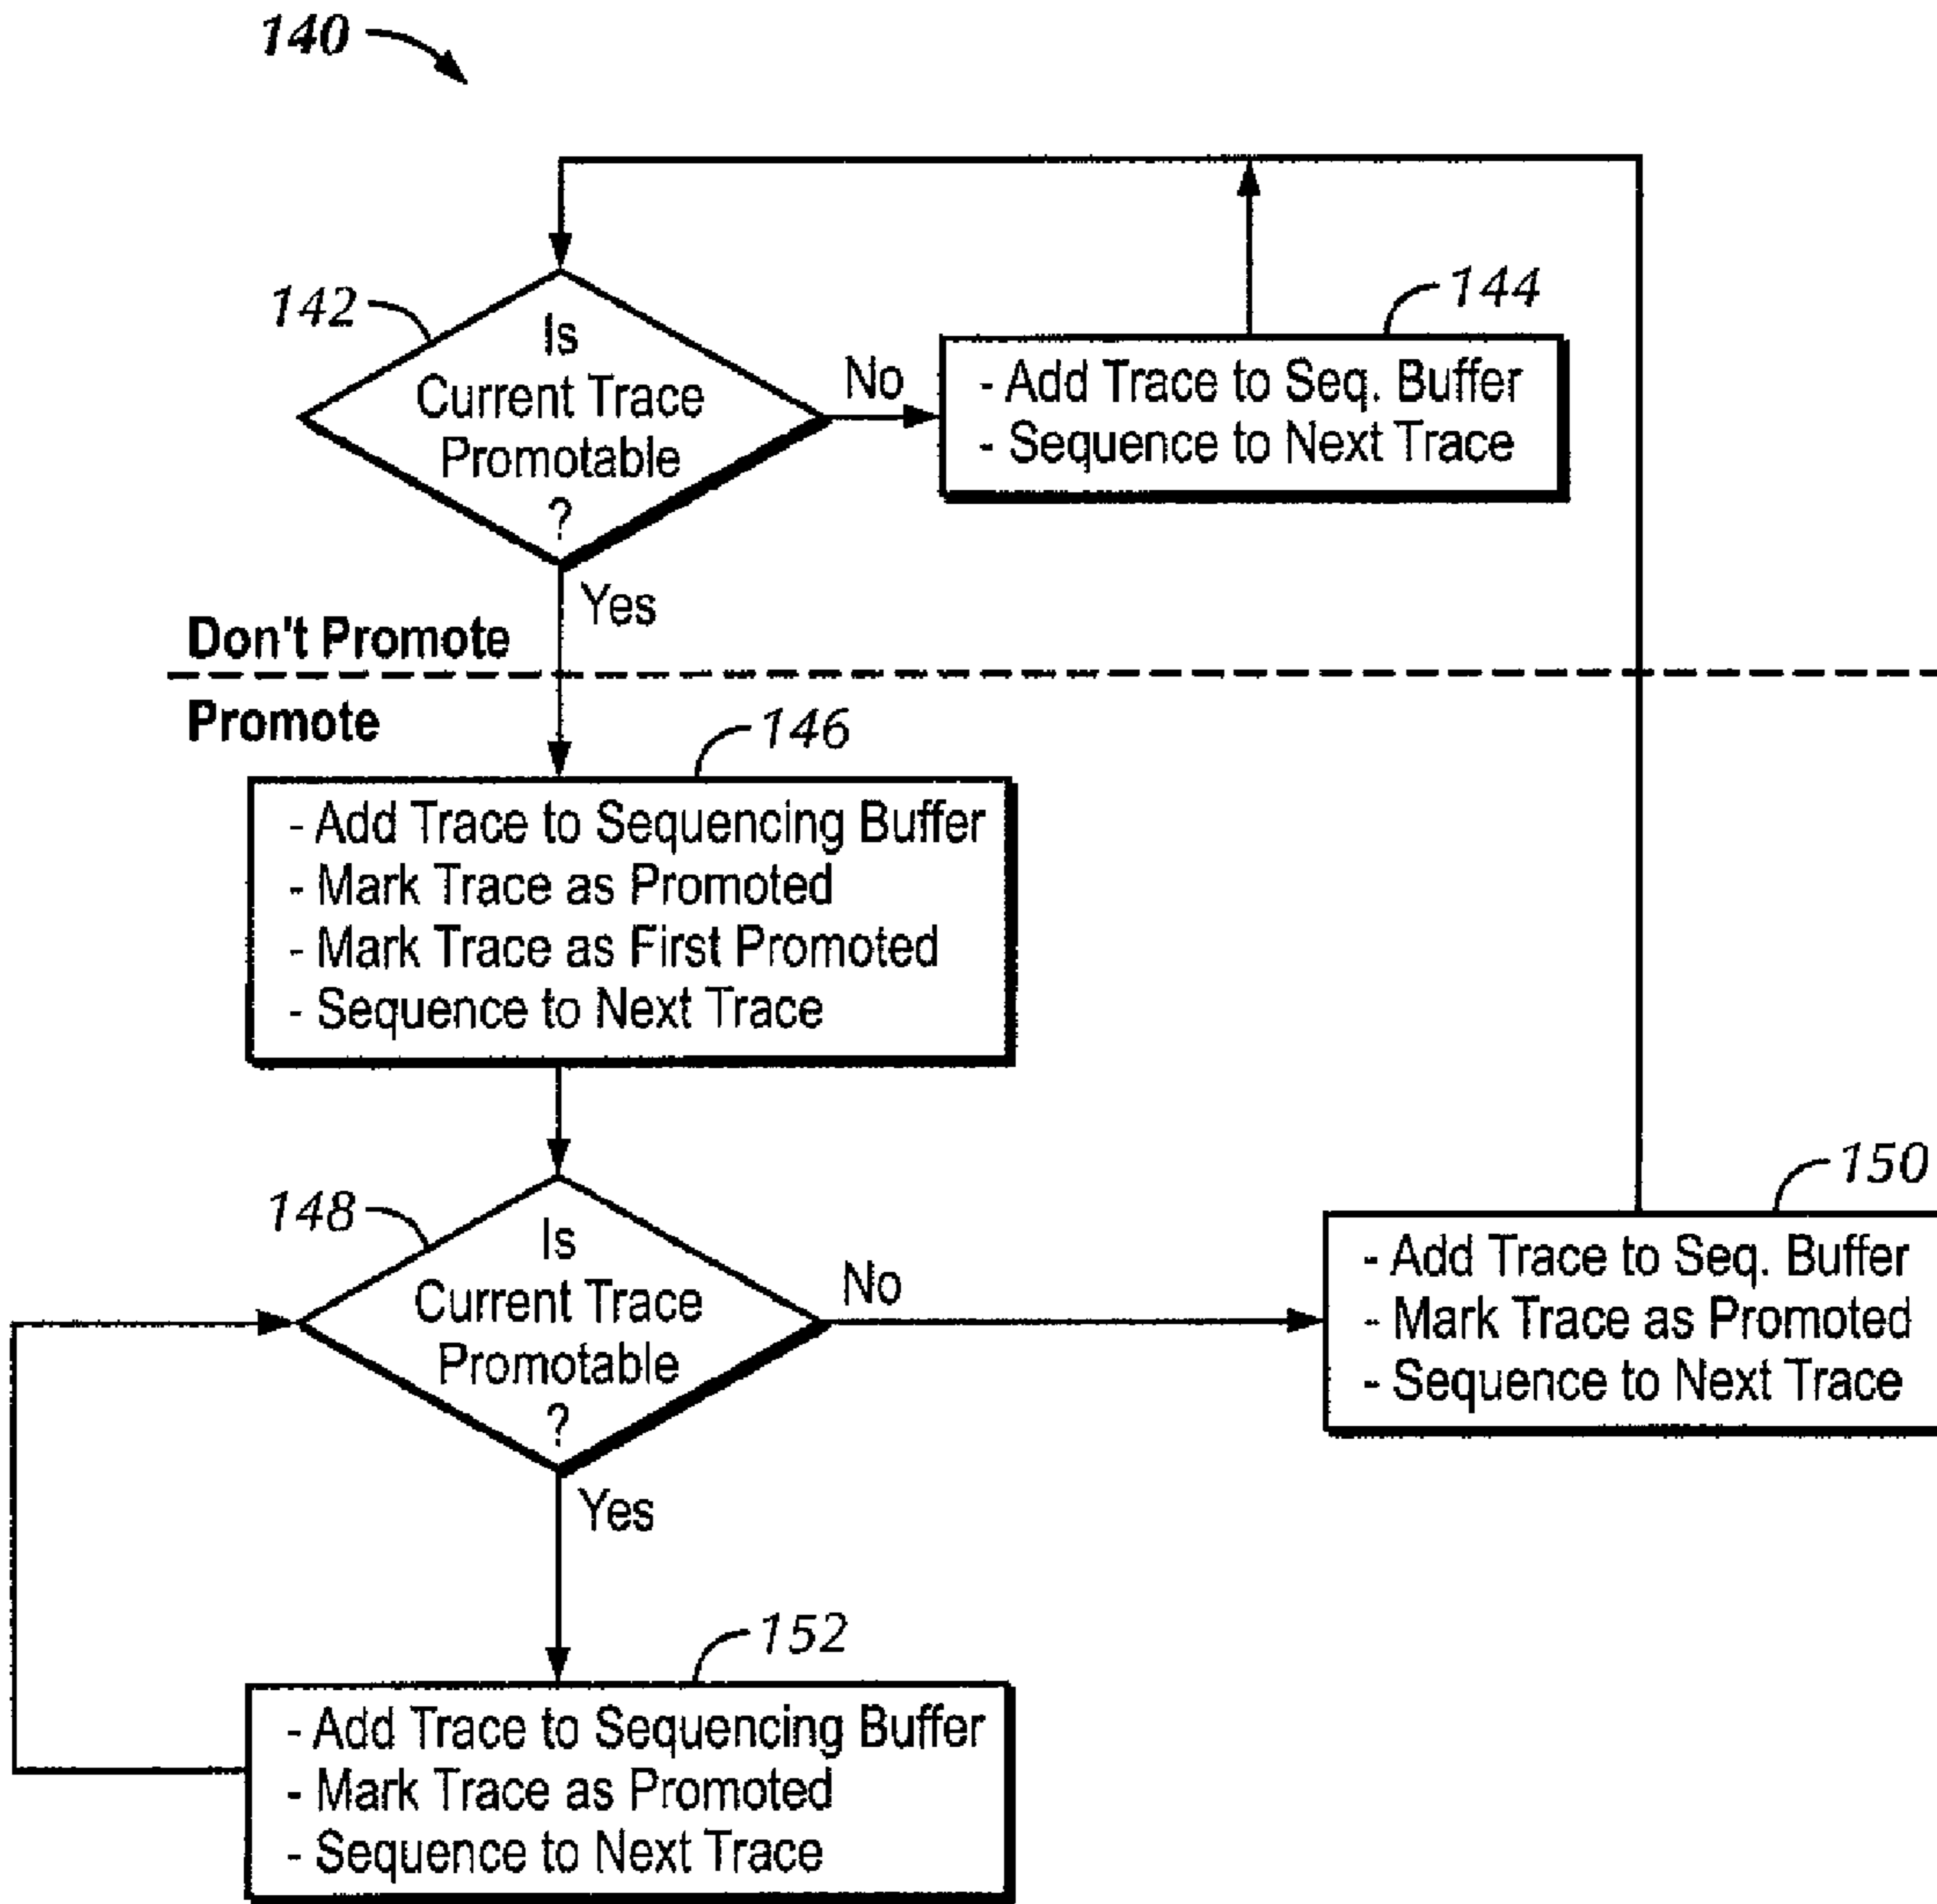 140
142
Is
Current Trace
Promotable
?
No
144
- Add Trace to Seq. Buffer
- Sequence to Next Trace
Yes
Don't Promote
Promote
146
- Add Trace to Sequencing Buffer
- Mark Trace as Promoted
- Mark Trace as First Promoted
- Sequence to Next Trace
148
Is
Current Trace
Promotable
?
No
150
- Add Trace to Seq. Buffer
- Mark Trace as Promoted
- Sequence to Next Trace
Yes
152
- Add Trace to Sequencing Buffer
- Mark Trace as Promoted
- Sequence to Next Trace